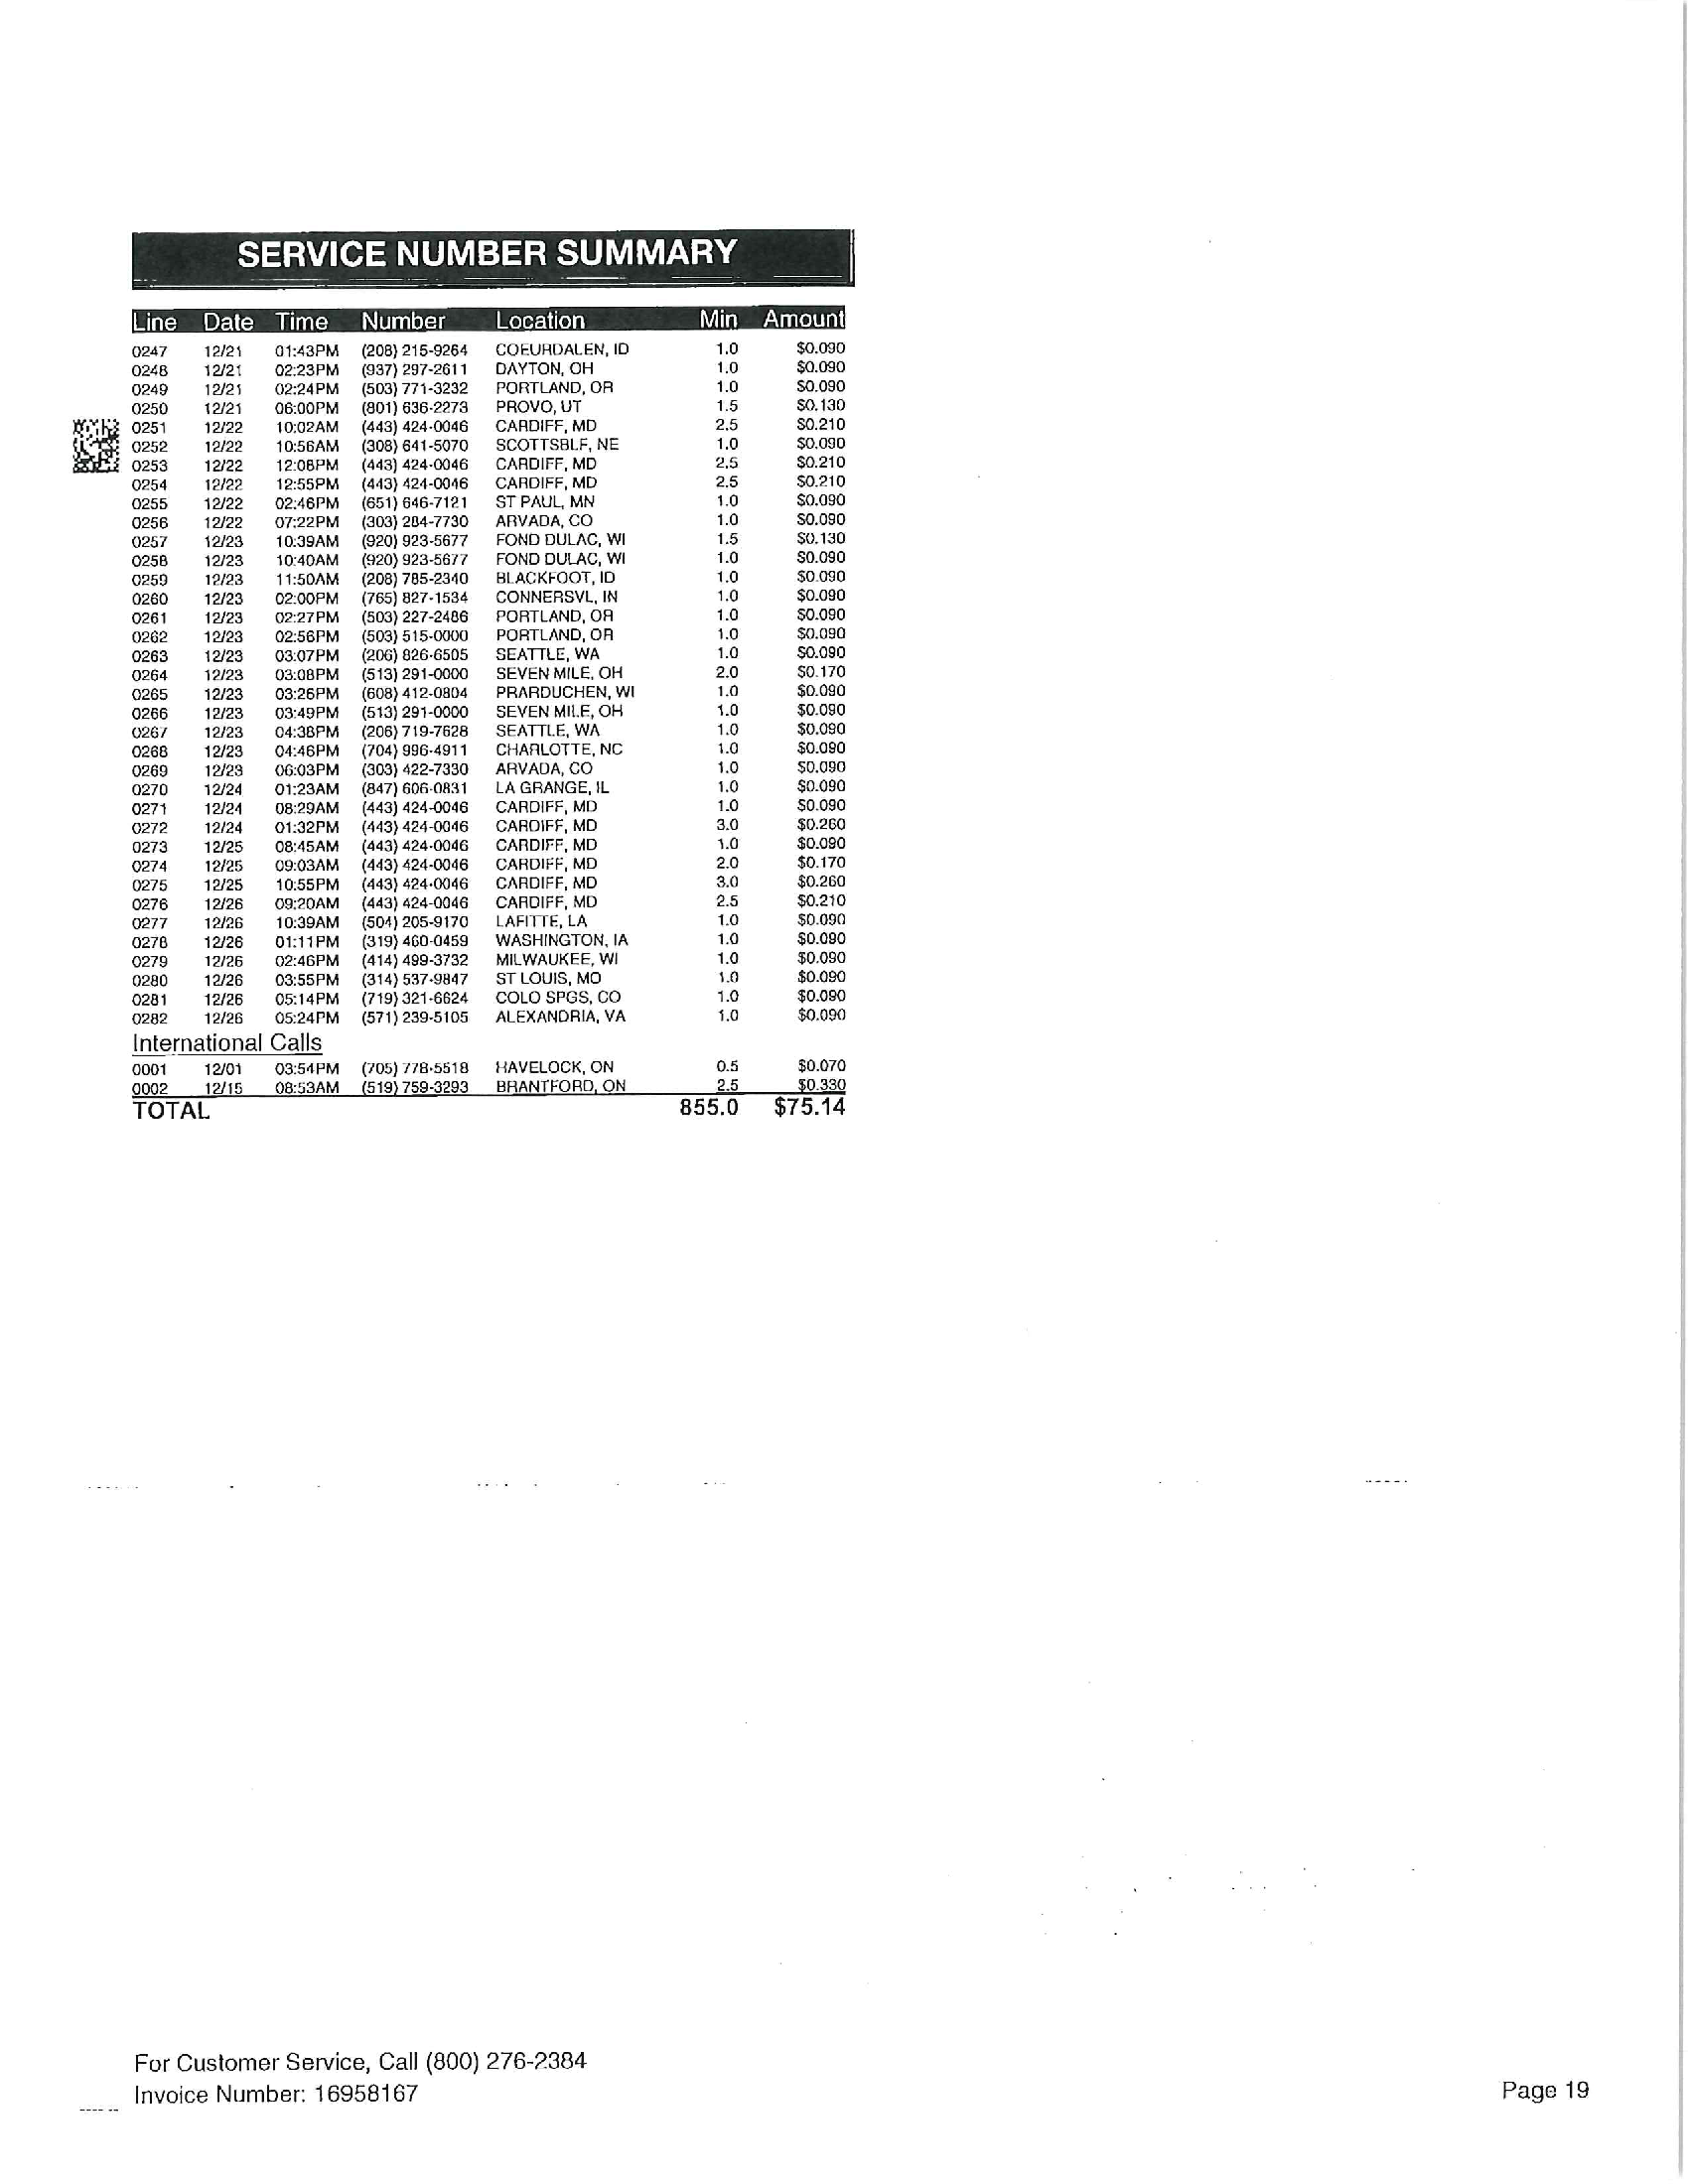 SERVICE NUMBER SUMMARY
Line Date Time Number Location Min Amount
0247 12/21 01:43PM (208) 215-9264 COEURDALEN, ID 1.0 $0.090
0248 12/21 02:23PM (937) 297-2611 DAYTON, OH 1.0 $0.090
0249 12/21 02:24PM (503) 771-3232 PORTLAND, OR 1.0 $0.090
0250 12/21 06:00PM (801) 636-2273 PROVO, UT 1.5 $0.130
0251 12/22 10:02AM (443) 424-0046 CARDIFF, MD 2.5 $0.210
0252 12/22 10:56AM (308) 641-5070 SCOTTSBLF, NE 1.0 $0.090
0253 12/22 12:08PM (443) 424-0046 CARDIFF, MD 2.5 $0.210
0254 12/22 12:55PM (443) 424-0046 CARDIFF, MD 2.5 $0.210
0255 12/22 02:46PM (651) 646-7121 ST PAUL, MN 1.0 $0.090
0256 12/22 07:22PM (303) 284-7730 ARVADA, CO 1.0 $0.090
0257 12/23 10:39AM (920) 923-5677 FOND DULAC, WI 1.5 $0.130
0258 12/23 10:40AM (920) 923-5677 FOND DULAC, WI 1.0 $0.090
0259 12/23 11:50AM (208) 785-2340 BLACKFOOT, ID 1.0 $0.090
0260 12/23 02:00PM (765) 827-1534 CONNERSVL, IN 1.0 $0.090
0261 12/23 02:27PM (503) 227-2486 PORTLAND, OR 1.0 $0.090
0262 12/23 02:56PM (503) 515-0000 PORTLAND, OR 1.0 $0.090
0263 12/23 03:07PM (206) 826-6505 SEATTLE, WA 1.0 $0.090
0264 12/23 03:08PM (513) 291-0000 SEVEN MILE, OH 2.0 $0.170
0265 12/23 03:26PM (608) 412-0804 PRARDUCHEN, WI 1.0 $0.090
0266 12/23 03:49PM (513) 291-0000 SEVEN MILE, OH 1.0 $0.090
0267 12/23 04:38PM (206) 719-7628 SEATTLE, WA 1.0 $0.090
0268 12/23 04:46PM (704) 996-4911 CHARLOTTE, NC 1.0 $0.090
0269 12/23 06:03PM (303) 422-7330 ARVADA, CO 1.0 $0.090
0270 12/24 01:23AM (847) 606-0831 LA GRANGE, IL 1.0 $0.090
0271 12/24 08:29AM (443) 424-0046 CARDIFF, MD 1.0 $0.090
0272 12/24 01:32PM (443) 424-0046 CARDIFF, MD 3.0 $0.260
0273 12/25 08:45AM (443) 424-0046 CARDIFF, MD 1.0 $0.090
0274 12/25 09:03AM (443) 424-0046 CARDIFF, MD 2.0 $0.170
0275 12/25 10:55PM (443) 424-0046 CARDIFF, MD 3.0 $0.260
0276 12/26 09:20AM (443) 424-0046 CARDIFF, MD 2.5 $0.210
0277 12/26 10:39AM (504) 205-9170 LAFITTE, LA 1.0 $0.090
0278 12/26 01:11PM (319) 460-0459 WASHINGTON, IA 1.0 $0.090
0279 12/26 02:46PM (414) 499-3732 MILWAUKEE, WI 1.0 $0.090
0280 12/26 03:55PM (314) 537-9847 ST LOUIS, MO 1.0 $0.090
0281 12/26 05:14PM (719) 321-6624 COLO SPGS, CO 1.0 $0.090
0282 12/26 05:24PM (571) 239-5105 ALEXANDRIA, VA 1.0 $0.090
International Calls
0001 12/01 03:54PM (705) 778-5518 HAVELOCK, ON 0.5 $0.070
0002 12/15 08:53AM (519) 759-3293 BRANTFORD, ON 2.5 $0.330
TOTAL 855.0 $75.14
For Customer Service, Call (800) 276-2384
Invoice Number: 16958167
Page 19